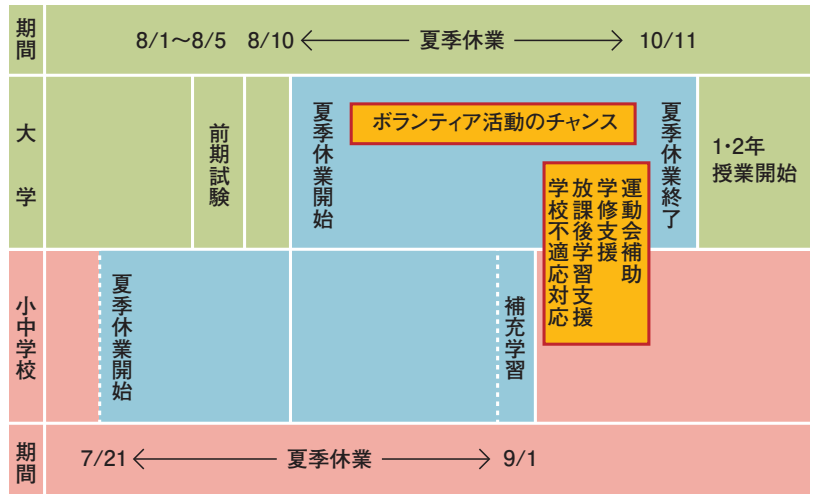 期間
8/1〜8/5
8/10
夏季休業
10/11
大学
前期試験
夏季休業開始
ボランティア活動のチャンス
夏季休業終了
1・2年
授業開始
運動会補助
学修支援
放課後学習支援
学校不適応対応
小中学校
夏季休業開始
補充学習
期間
7/21
夏季休業
9/1